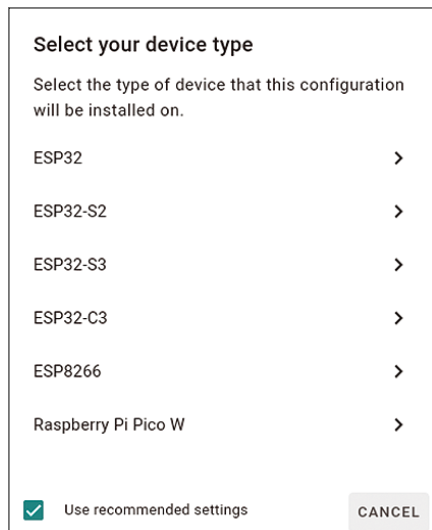 Select your device type
Select the type of device that this configuration
will be installed on.
ESP32
ESP32-S2
ESP32-S3
ESP32-C3
ESP8266
Raspberry Pi Pico W
Use recommended settings
CANCEL